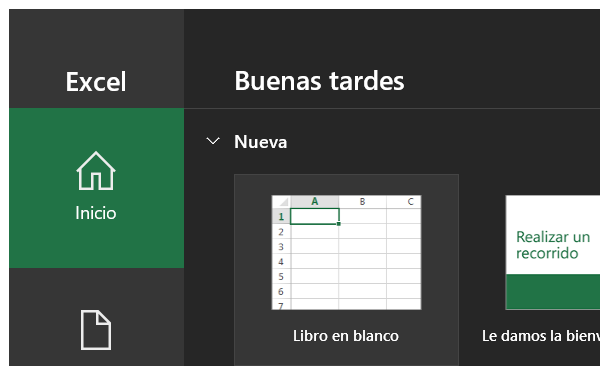 Excel
Buenas tardes
Inicio
Nueva
A B C
1
2
3
4
5
6
7
Realizar un
recorrido
Libro en blanco
Le damos la bienv